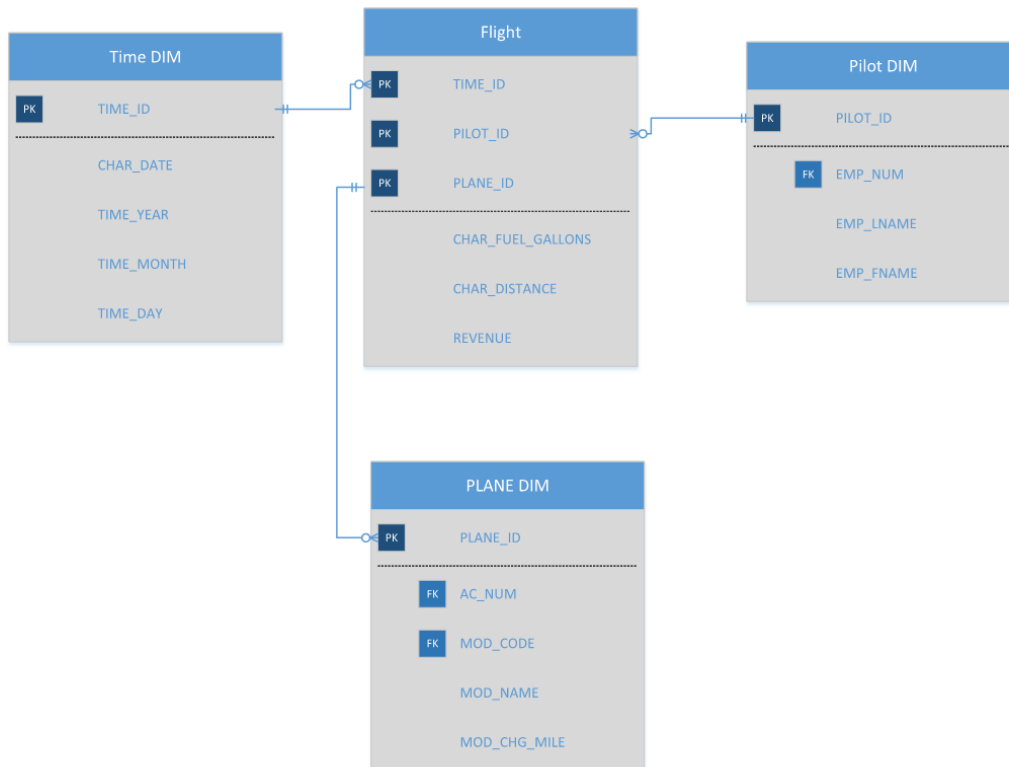 Time DIM
PK TIME_ID
CHAR_DATE
TIME_YEAR
TIME_MONTH
TIME_DAY
Flight
PK TIME_ID
PK PILOT_ID
PK PLANE_ID
CHAR_FUEL_GALLONS
CHAR_DISTANCE
REVENUE
Pilot DIM
PK PILOT_ID
FK EMP_NUM
EMP_LNAME
EMP_FNAME
PLANE DIM
PK PLANE_ID
FK AC_NUM
FK MOD_CODE
MOD_NAME
MOD_CHG_MILE